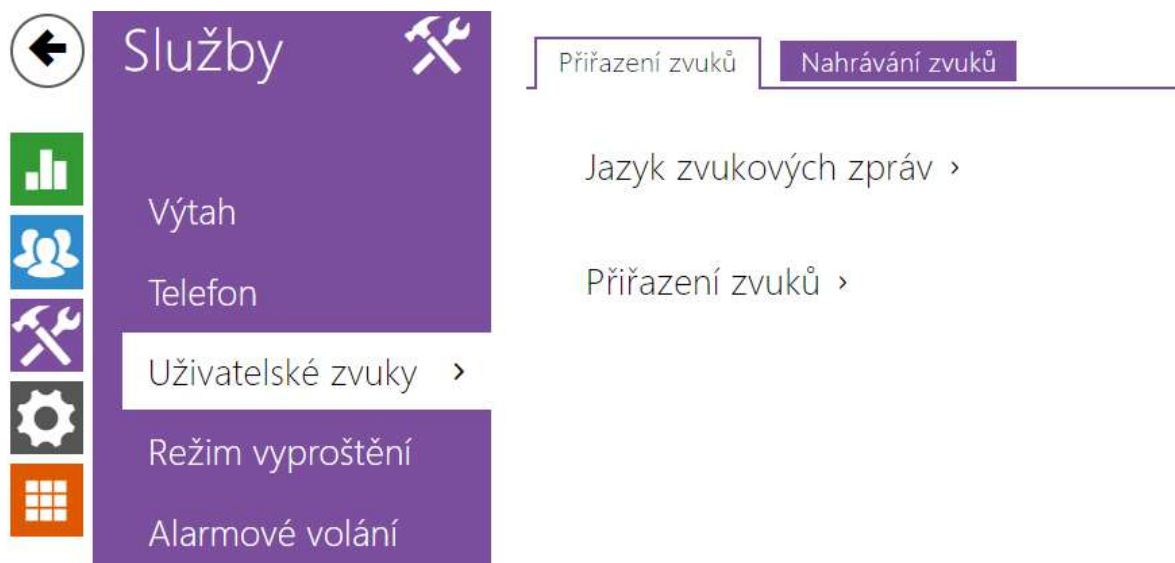 Služby
Výtah
Telefon
Uživatelské zvuky
Režim vyproštění
Alarmové volání
Přiřazení zvuků
Nahrávání zvuků
Jazyk zvukových zpráv
Přiřazení zvuků